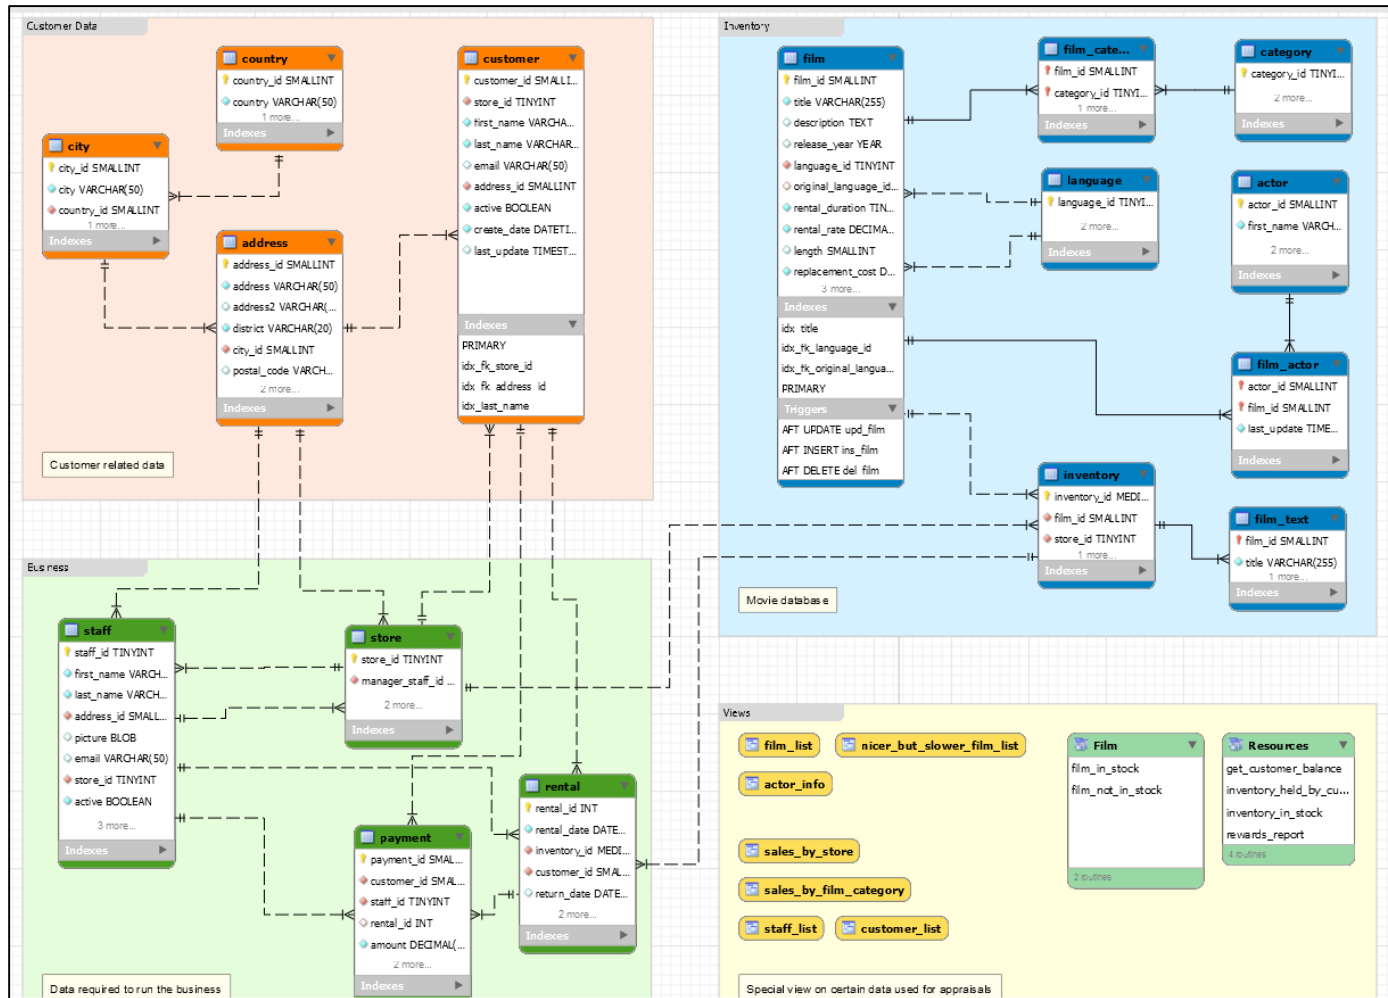 Customer Data
country
country_id SMALLINT
country VARCHAR(50)
1 more...
Indexes
city
city_id SMALLINT
city VARCHAR(50)
country_id SMALLINT
1 more...
Indexes
address
address_id SMALLINT
address VARCHAR(50)
address2 VARCHAR(...
district VARCHAR(20)
city_id SMALLINT
postal_code VARCH...
2 more...
Indexes
customer
customer_id SMALLI...
store_id TINYINT
first_name VARCHA...
last_name VARCHAR...
email VARCHAR(50)
address_id SMALLINT
active BOOLEAN
create_date DATETI...
last_update TIMEST...
Indexes
PRIMARY
idx_fk_store_id
idx_fk_address_id
idx_last_name
Customer related data
Inventory
film
film_id SMALLINT
title VARCHAR(255)
description TEXT
release_year YEAR
language_id TINYINT
original_language_id...
rental_duration TIN...
rental_rate DECIMA...
length SMALLINT
replacement_cost D...
3 more...
Indexes
idx_title
idx_fk_language_id
idx_fk_original_langua...
PRIMARY
Triggers
AFT UPDATE upd_film
AFT INSERT ins_film
AFT DELETE del_film
film_cate...
film_id SMALLINT
category_id TINYI...
1 more...
Indexes
category
category_id TINYI...
2 more...
Indexes
language
language_id TINYI...
2 more...
Indexes
actor
actor_id SMALLINT
first_name VARCH...
2 more...
Indexes
film_actor
actor_id SMALLINT
film_id SMALLINT
last_update TIME...
Indexes
inventory
inventory_id MEDI...
film_id SMALLINT
store_id TINYINT
1 more...
Indexes
film_text
film_id SMALLINT
title VARCHAR(255)
1 more...
Indexes
Movie database
Business
staff
staff_id TINYINT
first_name VARCH...
last_name VARCH...
address_id SMALL...
picture BLOB
email VARCHAR(50)
store_id TINYINT
active BOOLEAN
3 more...
Indexes
store
store_id TINYINT
manager_staff_id ...
2 more...
Indexes
payment
payment_id SMAL...
customer_id SMAL...
staff_id TINYINT
rental_id INT
amount DECIMAL(...
2 more...
Indexes
rental
rental_id INT
rental_date DATE...
inventory_id MEDI...
customer_id SMAL...
return_date DATE...
2 more...
Indexes
Data required to run the business
Views
film_list
nicer_but_slower_film_list
actor_info
sales_by_store
sales_by_film_category
staff_list
customer_list
Film
film_in_stock
film_not_in_stock
2 routines
Resources
get_customer_balance
inventory_held_by_cu...
inventory_in_stock
rewards_report
4 routines
Special view on certain data used for appraisals